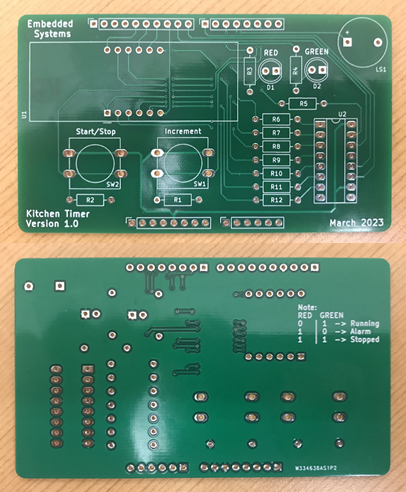 Embedded
Systems
RED
GREEN
+
R3
D1
R4
D2
LS1
R5
U1
R6
U2
Start/Stop
Increment
R7
R8
R9
R10
R11
R12
SW2
SW1
R2
R1
Kitchen Timer
Version 1.0
March 2023
Note:
RED GREEN
0 | 1 -> Running
1 | 0 -> Alarm
1 | 1 -> Stopped
W334638AS1P2